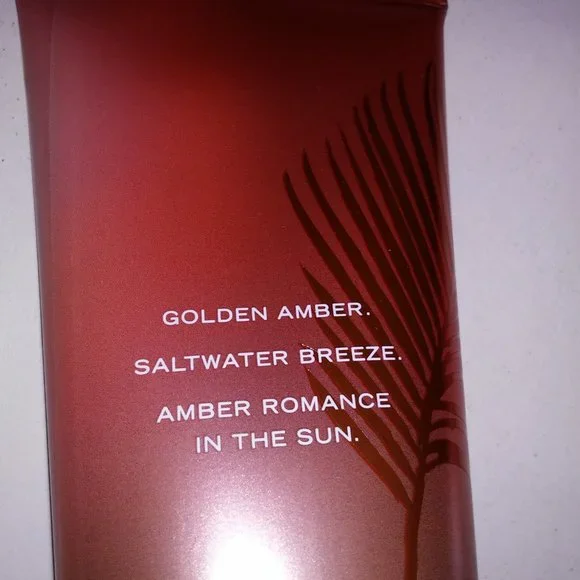 GOLDEN AMBER.
SALTWATER BREEZE.
AMBER ROMANCE
IN THE SUN.